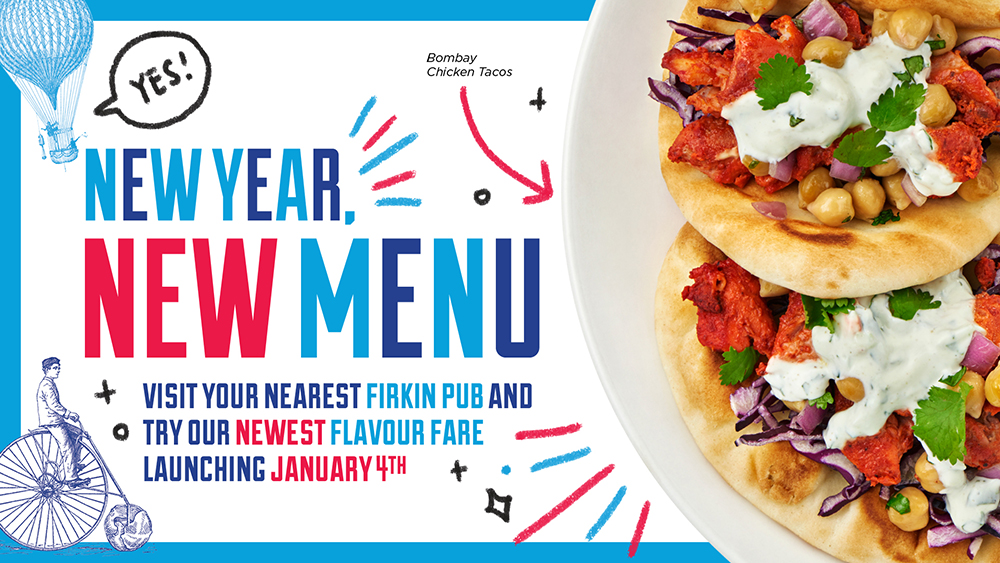 YES!
Bombay
Chicken Tacos
NEW YEAR,
NEW MENU
VISIT YOUR NEAREST FIRKIN PUB AND
TRY OUR NEWEST FLAVOUR FARE
LAUNCHING JANUARY 4TH